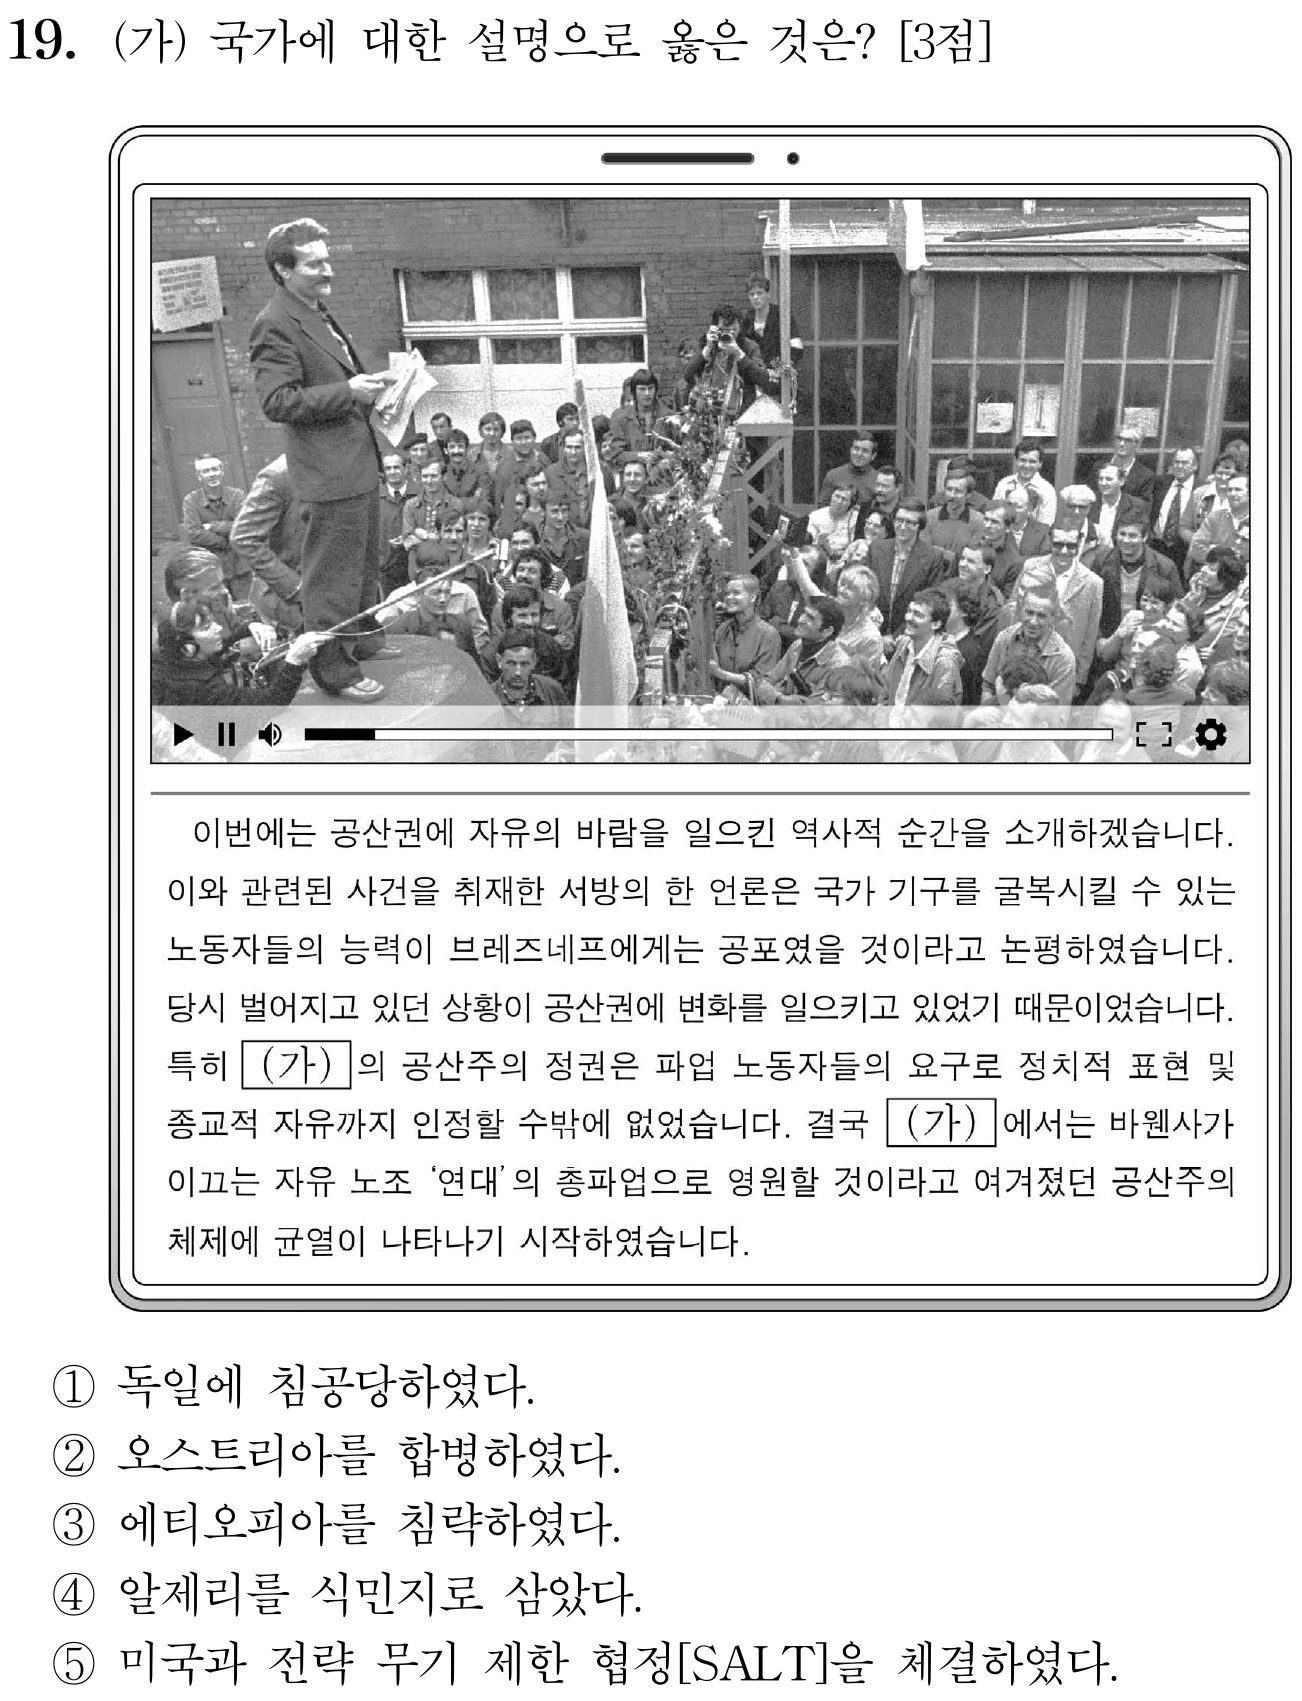 19. (가) 국가에 대한 설명으로 옳은 것은? [3점]
이번에는 공산권에 자유의 바람을 일으킨 역사적 순간을 소개하겠습니다.
이와 관련된 사건을 취재한 서방의 한 언론은 국가 기구를 굴복시킬 수 있는
노동자들의 능력이 브레즈네프에게는 공포였을 것이라고 논평하였습니다.
당시 벌어지고 있던 상황이 공산권에 변화를 일으키고 있었기 때문이었습니다.
특히 (가) 의 공산주의 정권은 파업 노동자들의 요구로 정치적 표현 및
종교적 자유까지 인정할 수밖에 없었습니다. 결국 (가) 에서는 바웬사가
이끄는 자유 노조 ‘연대’의 총파업으로 영원할 것이라고 여겨졌던 공산주의
체제에 균열이 나타나기 시작하였습니다.
① 독일에 침공당하였다.
② 오스트리아를 합병하였다.
③ 에티오피아를 침략하였다.
④ 알제리를 식민지로 삼았다.
⑤ 미국과 전략 무기 제한 협정[SALT]을 체결하였다.